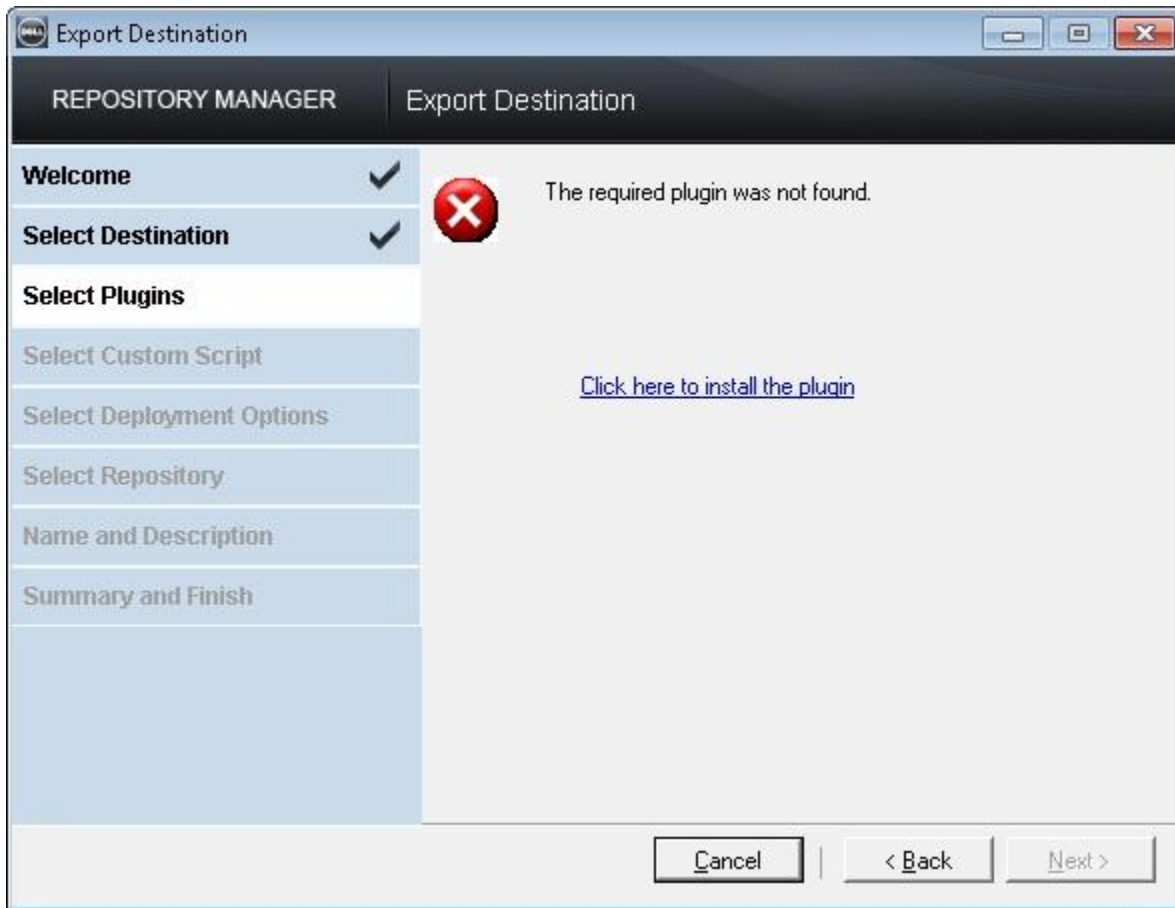 Export Destination
REPOSITORY MANAGER
Export Destination
Welcome
Select Destination
Select Plugins
Select Custom Script
Select Deployment Options
Select Repository
Name and Description
Summary and Finish
The required plugin was not found.
Click here to install the plugin
Cancel
< Back
Next >